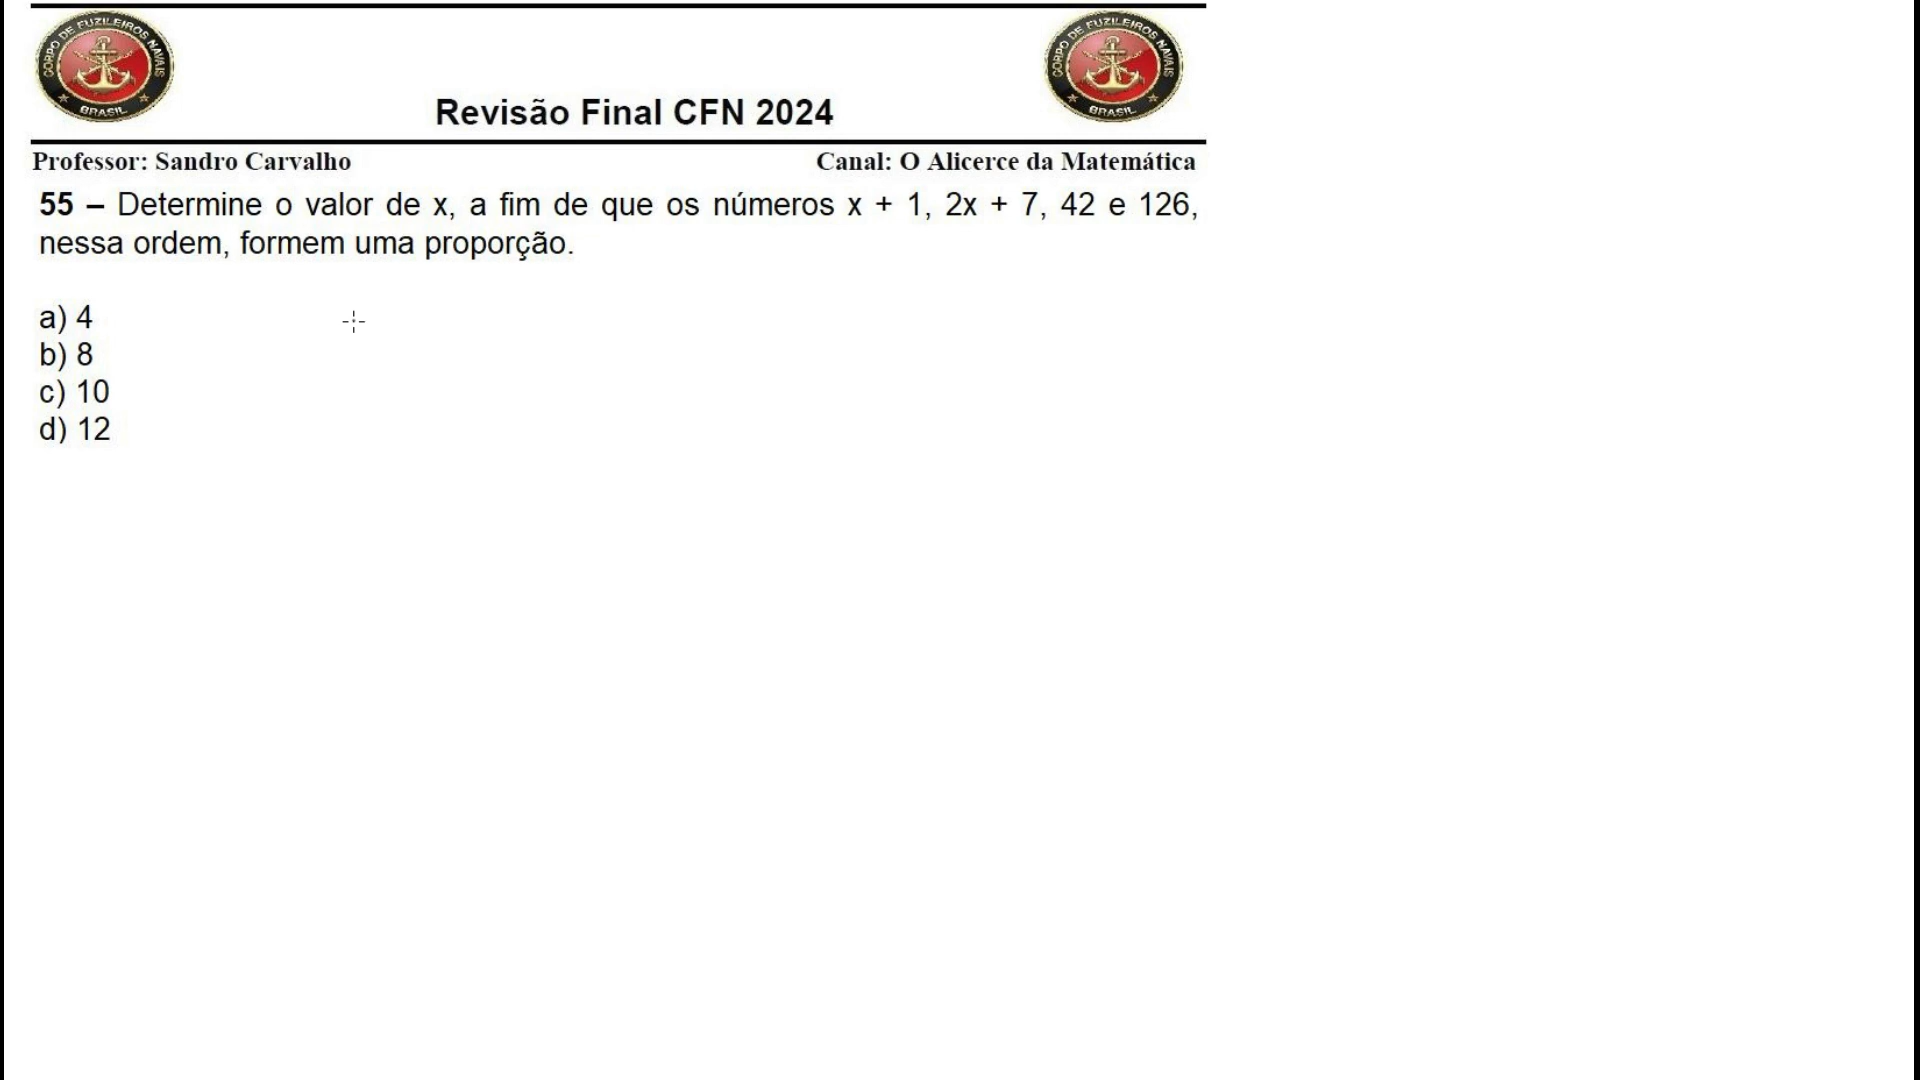 CORPO DE FUZILEIROS NAVAIS
BRASIL
CORPO DE FUZILEIROS NAVAIS
BRASIL
Revisão Final CFN 2024
Professor: Sandro Carvalho Canal: O Alicerce da Matemática
55 – Determine o valor de x, a fim de que os números x + 1, 2x + 7, 42 e 126,
nessa ordem, formem uma proporção.
a) 4
b) 8
c) 10
d) 12